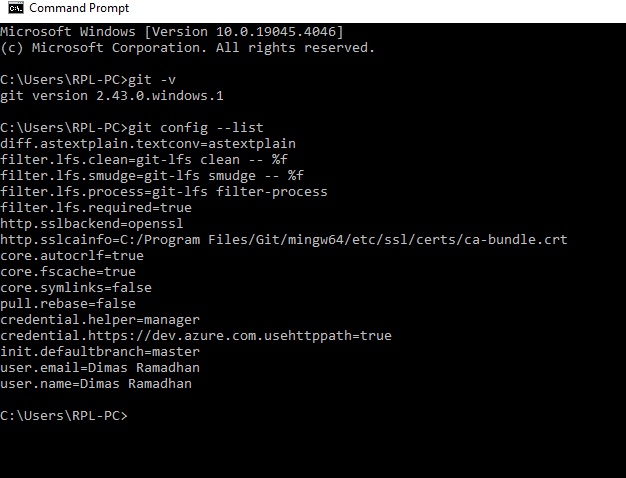 Command Prompt
Microsoft Windows [Version 10.0.19045.4046]
(c) Microsoft Corporation. All rights reserved.
C:\Users\RPL-PC>git -v
git version 2.43.0.windows.1
C:\Users\RPL-PC>git config --list
diff.astextplain.textconv=astextplain
filter.lfs.clean=git-lfs clean -- %f
filter.lfs.smudge=git-lfs smudge -- %f
filter.lfs.process=git-lfs filter-process
filter.lfs.required=true
http.sslbackend=openssl
http.sslcainfo=C:/Program Files/Git/mingw64/etc/ssl/certs/ca-bundle.crt
core.autocrlf=true
core.fscache=true
core.symlinks=false
pull.rebase=false
credential.helper=manager
credential.https://dev.azure.com.usehttppath=true
init.defaultbranch=master
user.email=Dimas Ramadhan
user.name=Dimas Ramadhan
C:\Users\RPL-PC>